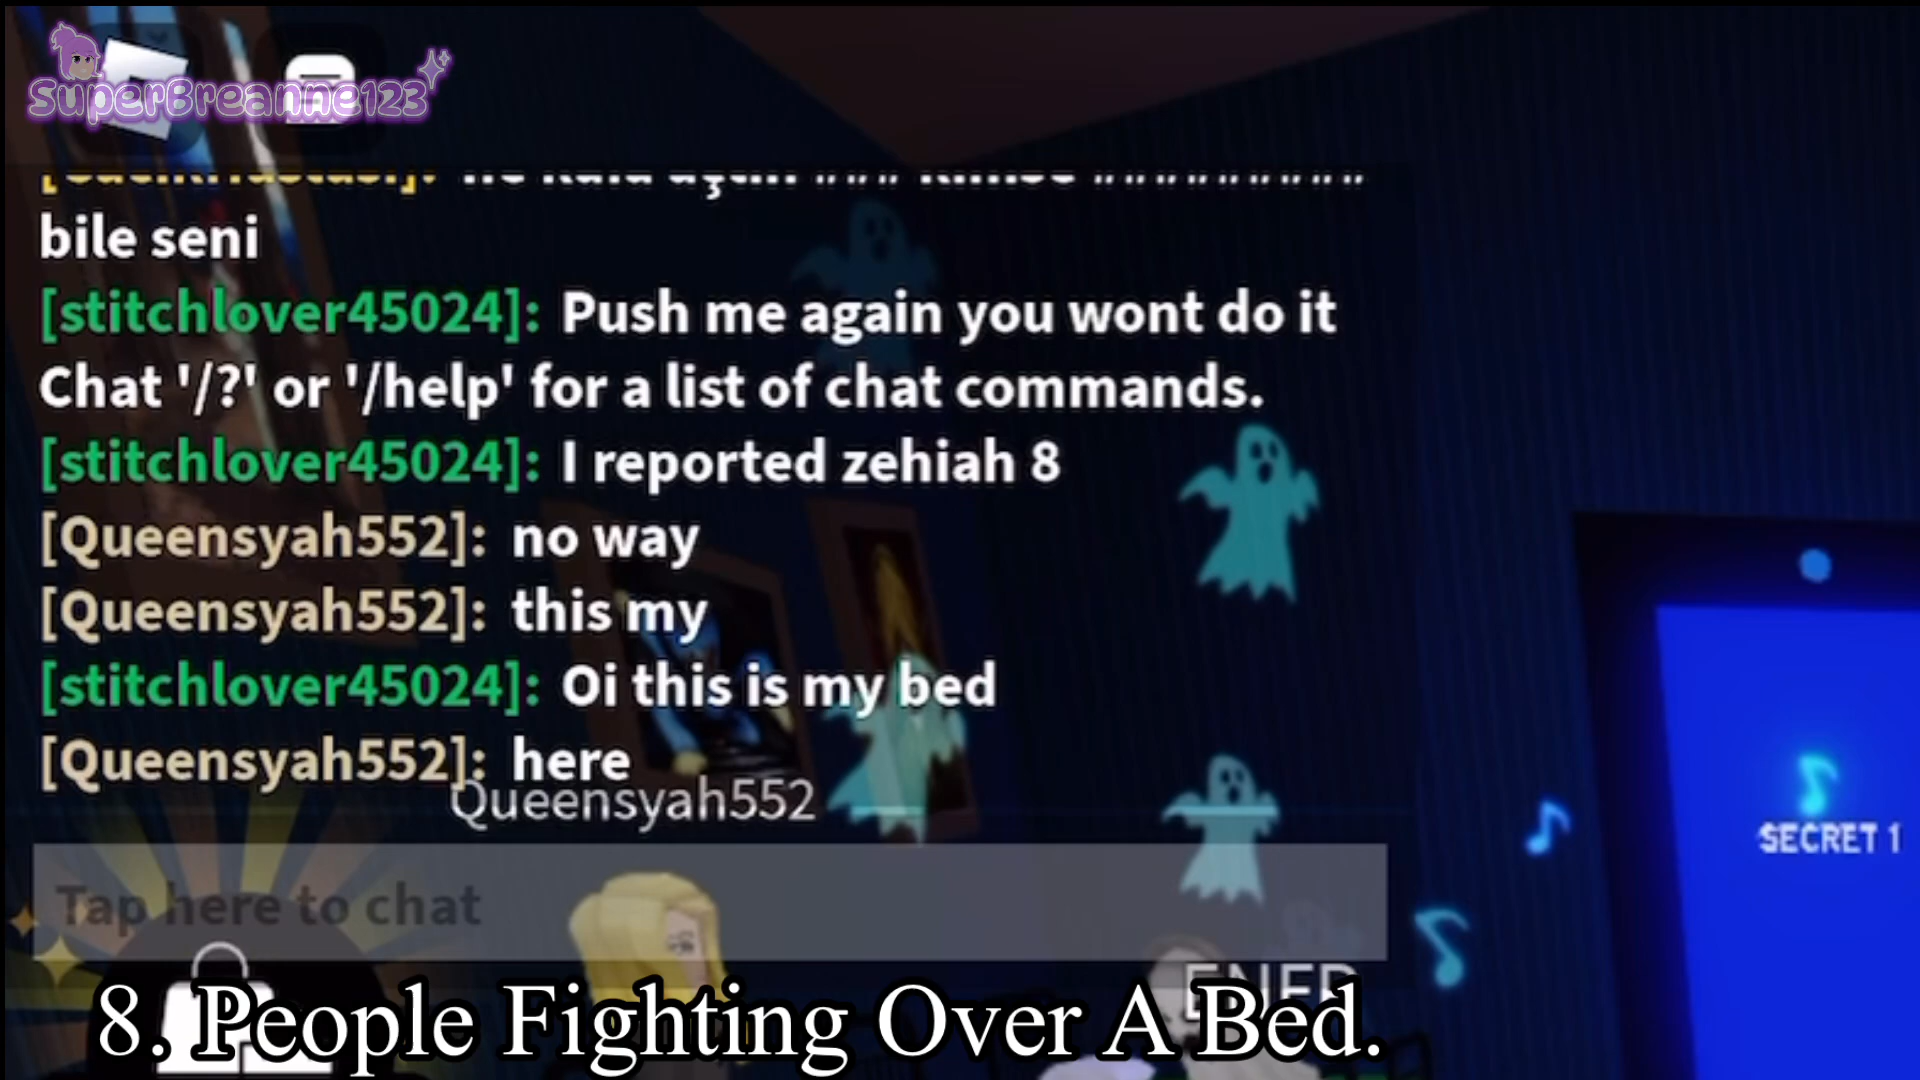 SuperBreanne123
bile seni
[stitchlover45024]: Push me again you wont do it
Chat '/?' or '/help' for a list of chat commands.
[stitchlover45024]: I reported zehiah 8
[Queensyah552]: no way
[Queensyah552]: this my
[stitchlover45024]: Oi this is my bed
[Queensyah552]: here
Queensyah552
SECRET 1
Tap here to chat
8. People Fighting Over A Bed.